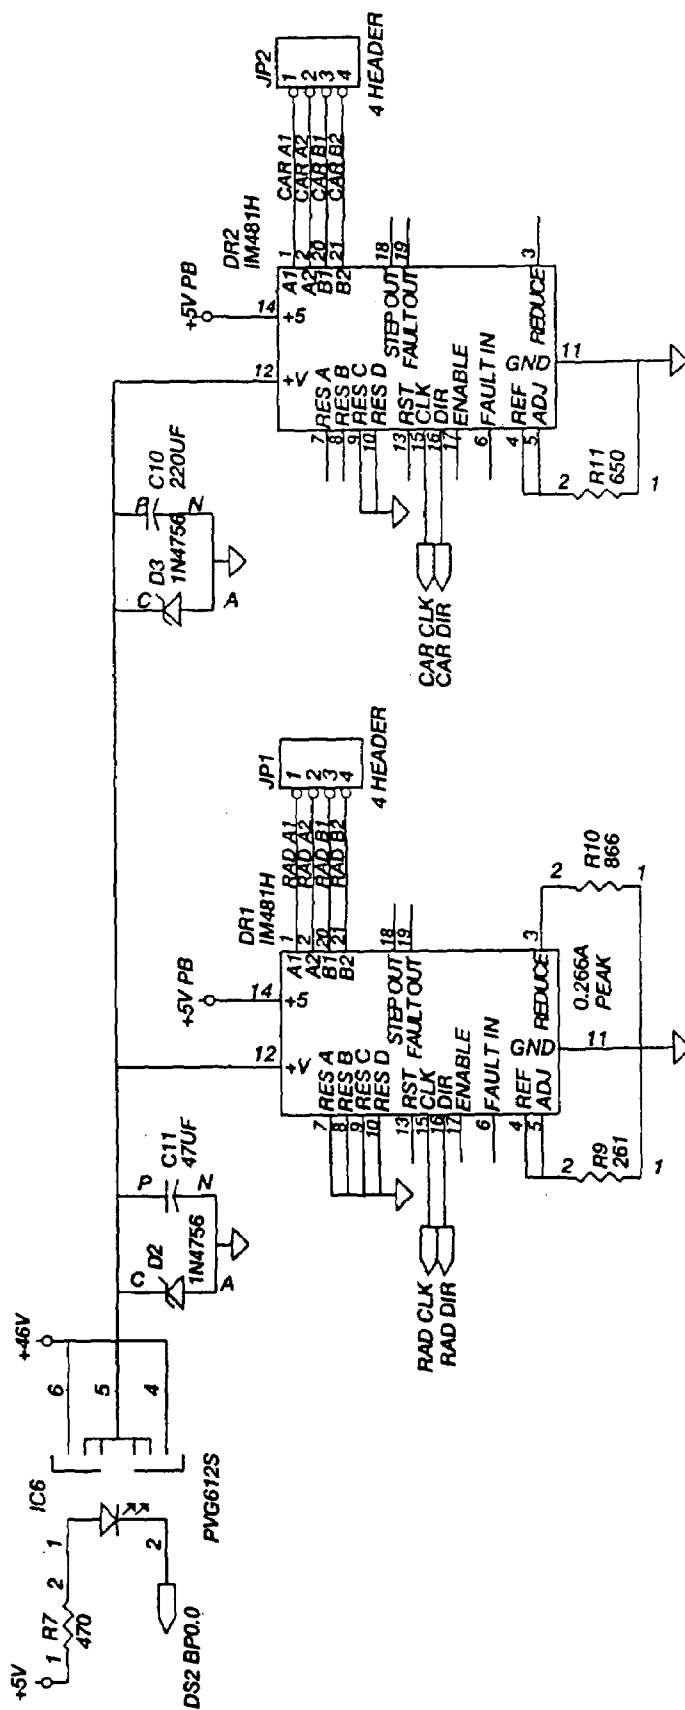 +5V
1 R7 2
470
1
2
DS2 BP0.0
IC6
PVG612S
6
5
4
+46V
C
D2
1N4756
A
P
C11
47UF
N
12
+V
+5V PB
14
+5
DR1
IM481H
1 A1
2 A2
20 B1
21 B2
RAD A1
RAD A2
RAD B1
RAD B2
JP1
1
2
3
4
4 HEADER
7 RES A
8 RES B
9 RES C
10 RES D
13 RST
15 CLK
16 DIR
17 ENABLE
6 FAULT IN
4 REF
5 ADJ
STEP OUT 18
FAULTOUT 19
REDUCE 3
GND 11
RAD CLK
RAD DIR
2
R9
261
1
2
R10
866
1
0.266A
PEAK
C
D3
1N4756
A
P
C10
220UF
N
12
+V
+5V PB
14
+5
DR2
IM481H
1 A1
2 A2
20 B1
21 B2
CAR A1
CAR A2
CAR B1
CAR B2
JP2
1
2
3
4
4 HEADER
7 RES A
8 RES B
9 RES C
10 RES D
13 RST
15 CLK
16 DIR
17 ENABLE
6 FAULT IN
4 REF
5 ADJ
STEP OUT 18
FAULTOUT 19
REDUCE 3
GND 11
CAR CLK
CAR DIR
2
R11
650
1